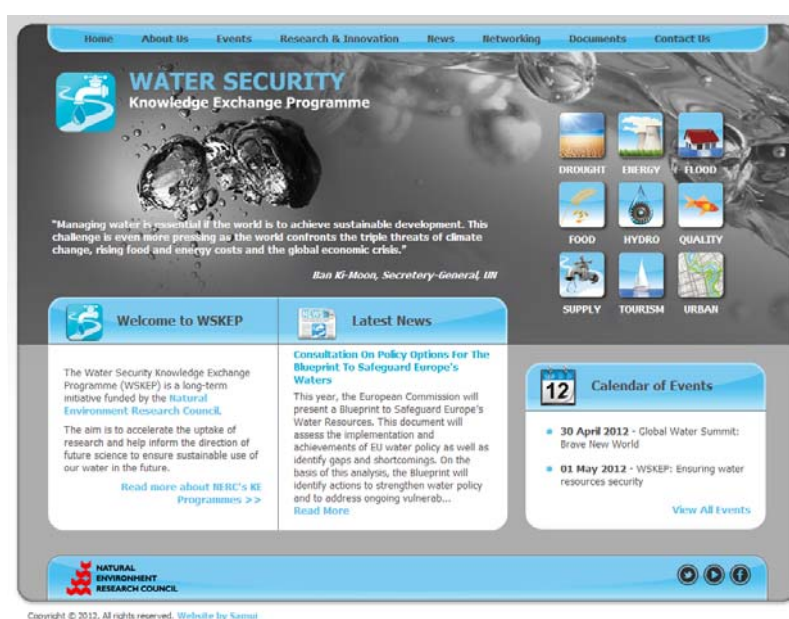 Home About Us Events Research & Innovation News Networking Documents Contact Us
WATER SECURITY
Knowledge Exchange Programme
DROUGHT ENERGY FLOOD
FOOD HYDRO QUALITY
SUPPLY TOURISM URBAN
"Managing water is essential if the world is to achieve sustainable development. This
challenge is even more pressing as the world confronts the triple threats of climate
change, rising food and energy costs and the global economic crisis."
Ban Ki-Moon, Secretery-General, UN
Welcome to WSKEP
The Water Security Knowledge Exchange
Programme (WSKEP) is a long-term
initiative funded by the Natural
Environment Research Council.
The aim is to accelerate the uptake of
research and help inform the direction of
future science to ensure sustainable use of
our water in the future.
Read more about NERC's KE
Programmes >>
NEWS
Latest News
Consultation On Policy Options For The
Blueprint To Safeguard Europe's
Waters
This year, the European Commission will
present a Blueprint to Safeguard Europe's
Water Resources. This document will
assess the implementation and
achievements of EU water policy as well as
identify gaps and shortcomings. On the
basis of this analysis, the Blueprint will
identify actions to strengthen water policy
and to address ongoing vulnerab...
Read More
12
Calendar of Events
30 April 2012 - Global Water Summit:
Brave New World
01 May 2012 - WSKEP: Ensuring water
resources security
View All Events
NATURAL
ENVIRONMENT
RESEARCH COUNCIL
Copyright © 2012. All rights reserved. Website by Samui